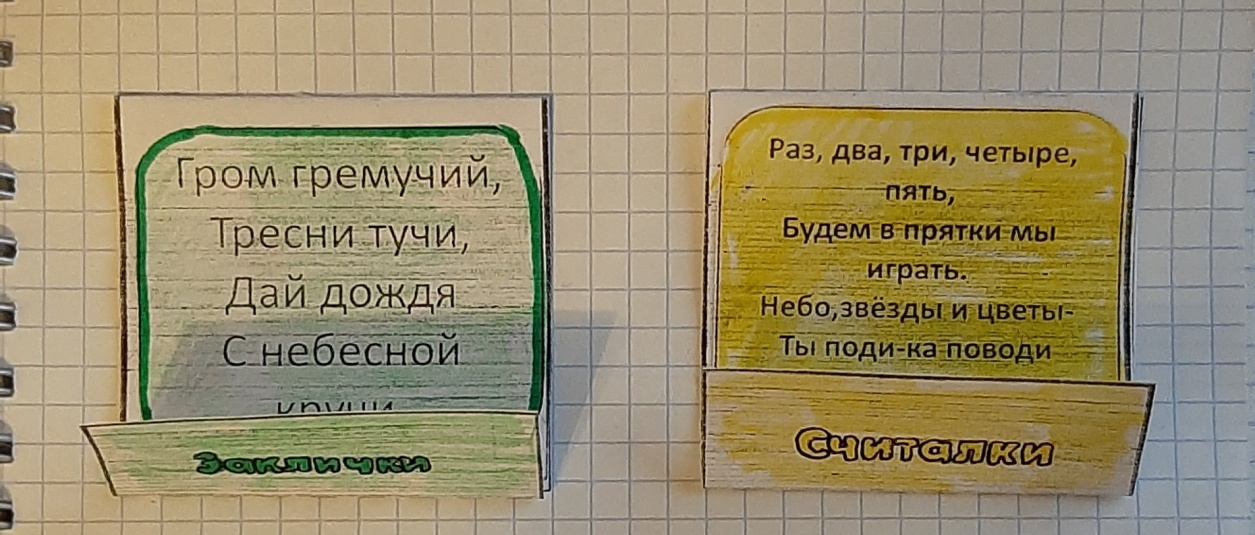 Гром гремучий,
Тресни тучи,
Дай дождя
С небесной
кручи
Заклички
Раз, два, три, четыре,
пять,
Будем в прятки мы
играть.
Небо,звёзды и цветы-
Ты поди-ка поводи
Считалки